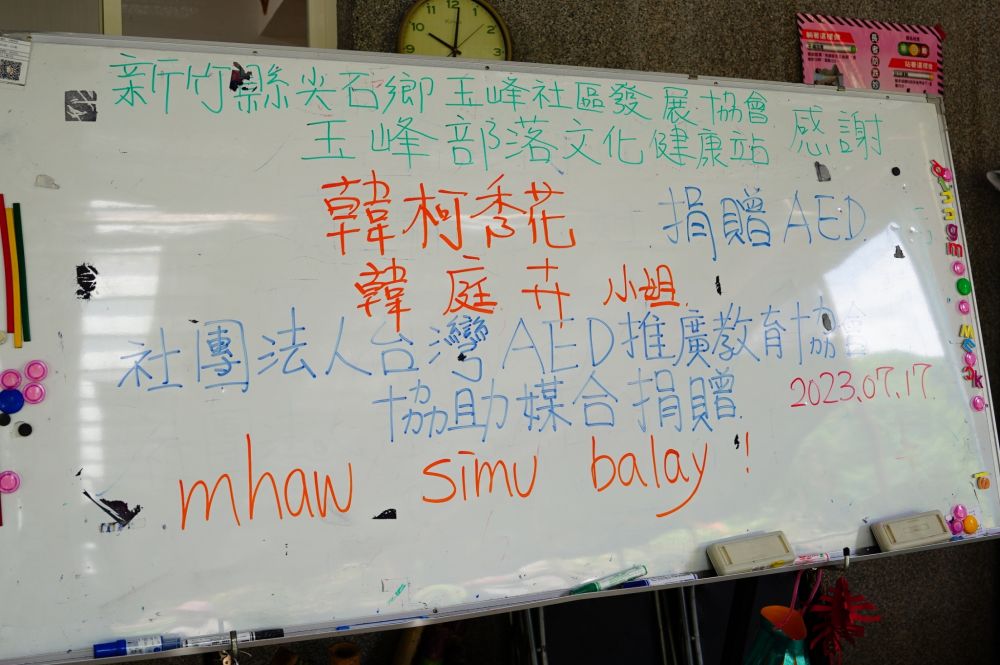 新竹縣尖石鄉玉峰社區發展協會
玉峰部落文化健康站 感謝
韓柯秀花 捐贈AED
韓庭卉小姐
社團法人台灣AED推廣教育協會
協助媒合捐贈
2023.07.17.
mhaw simu balay !